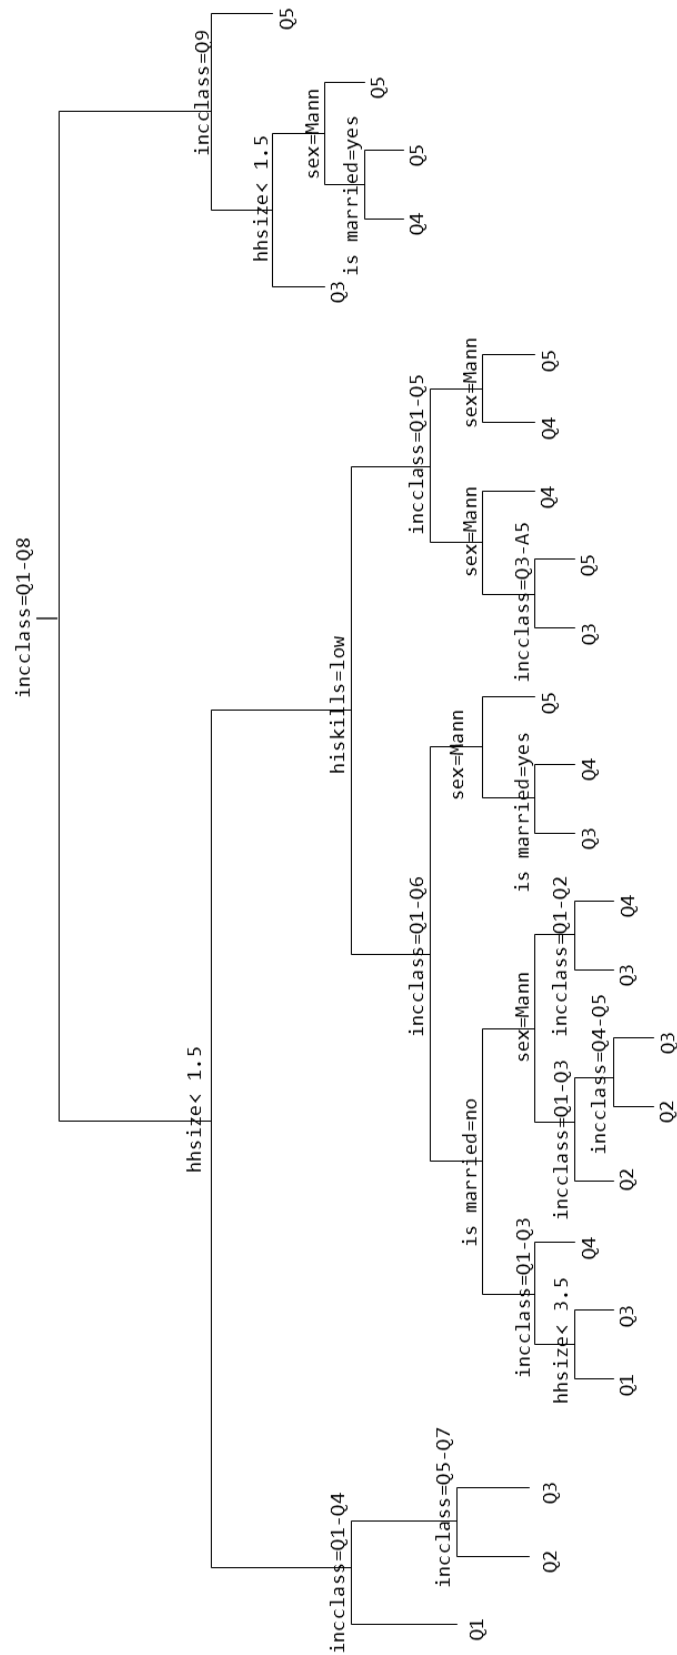 incclass=Q1-Q8
hhsize< 1.5
incclass=Q9
incclass=Q1-Q4
hiskills=low
hhsize< 1.5
Q5
Q1
incclass=Q5-Q7
incclass=Q1-Q6
incclass=Q1-Q5
Q3
sex=Mann
Q2
Q3
is married=no
sex=Mann
sex=Mann
sex=Mann
is married=yes
Q5
incclass=Q1-Q3
sex=Mann
is married=yes
Q5
incclass=Q3-A5
Q4
Q4
Q5
Q4
Q5
hhsize< 3.5
Q4
incclass=Q1-Q3
incclass=Q1-Q2
Q3
Q4
Q3
Q5
Q1
Q3
Q2
incclass=Q4-Q5
Q3
Q4
Q2
Q3